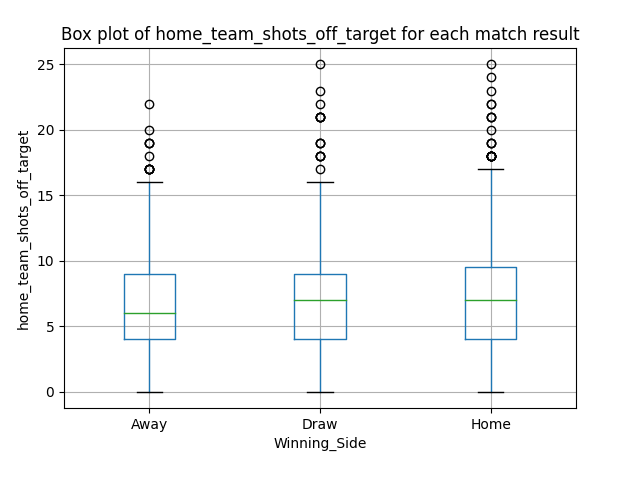 Box plot of home_team_shots_off_target for each match result
home_team_shots_off_target
25
20
15
10
5
0
Away
Draw
Home
Winning_Side